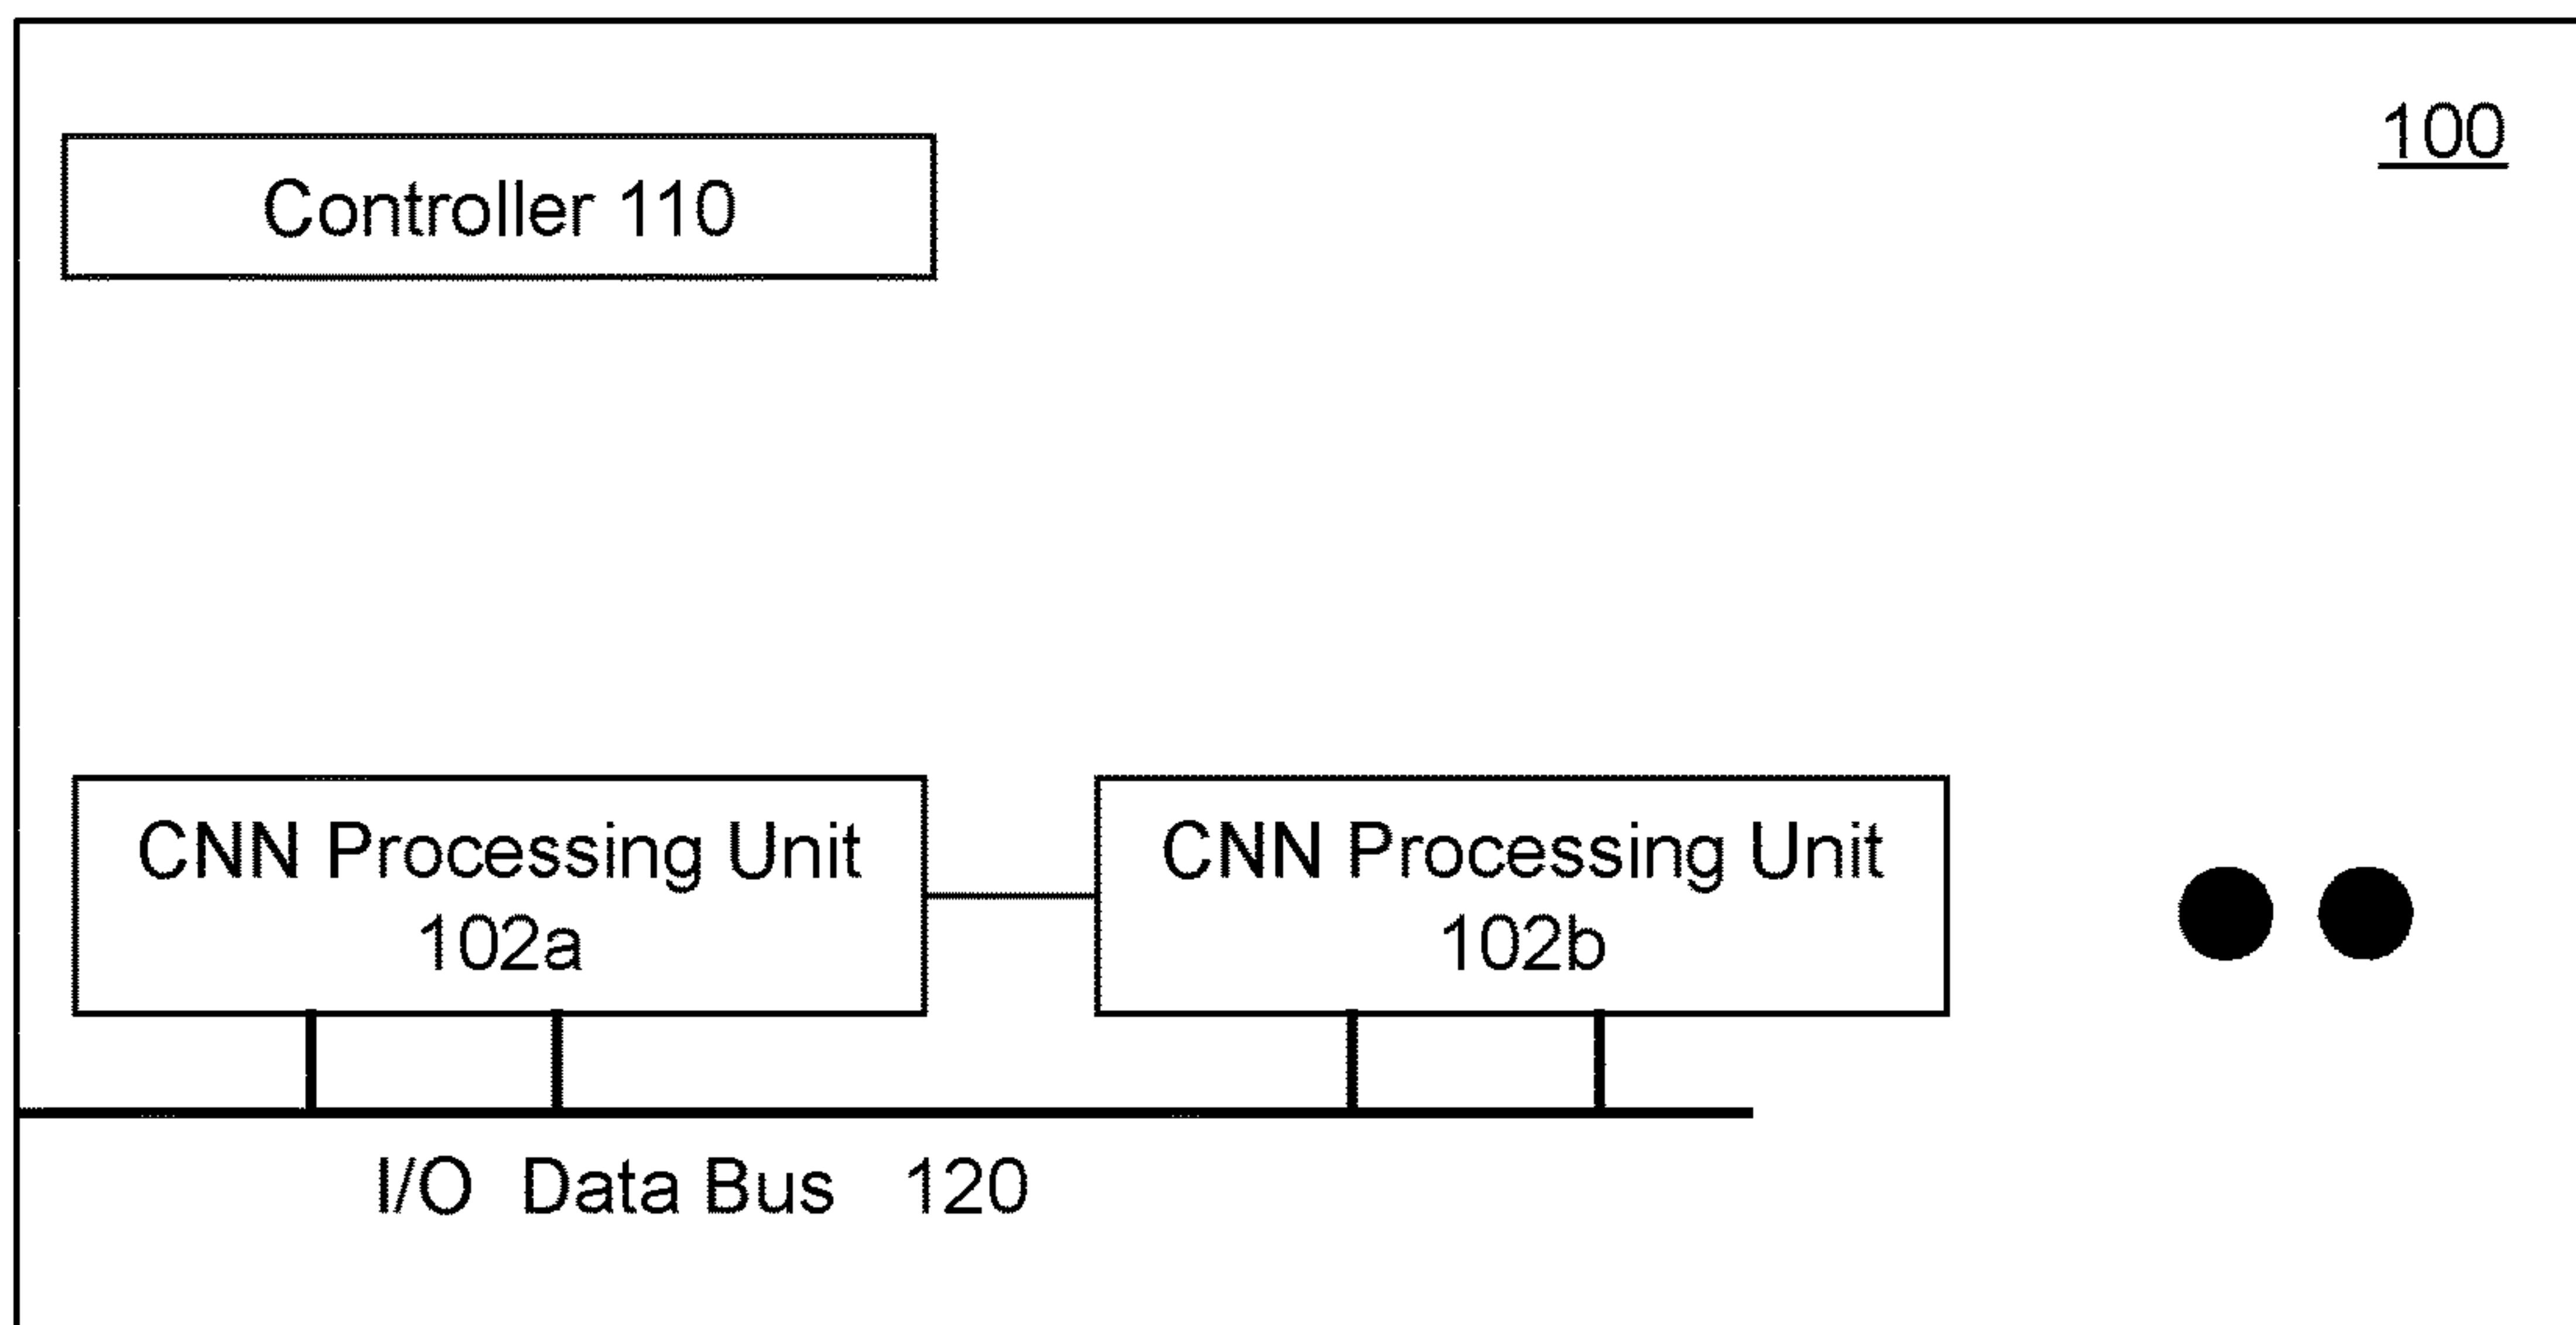 100
Controller 110
CNN Processing Unit
102a
CNN Processing Unit
102b
I/O Data Bus 120